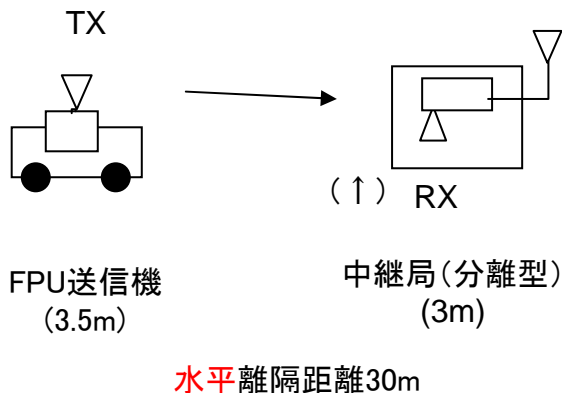 TX
(↑) RX
FPU送信機
(3.5m)
中継局(分離型)
(3m)
水平離隔距離30m